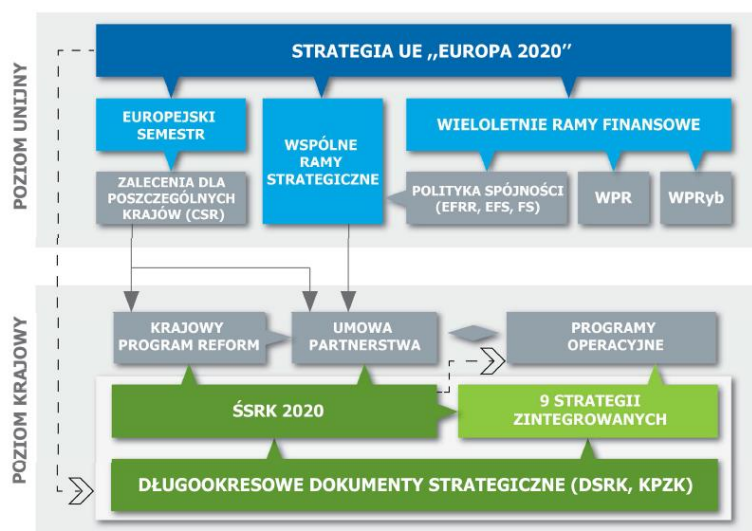 STRATEGIA UE ,,EUROPA 2020”
POZIOM UNIJNY
EUROPEJSKI
SEMESTR
WSPÓLNE
RAMY
STRATEGICZNE
WIELOLETNIE RAMY FINANSOWE
ZALECENIA DLA
POSZCZEGÓLNYCH
KRAJÓW (CSR)
POLITYKA SPÓJNOŚCI
(EFRR, EFS, FS)
WPR
WPRyb
POZIOM KRAJOWY
KRAJOWY
PROGRAM REFORM
UMOWA
PARTNERSTWA
PROGRAMY
OPERACYJNE
ŚSRK 2020
9 STRATEGII
ZINTEGROWANYCH
DŁUGOOKRESOWE DOKUMENTY STRATEGICZNE (DSRK, KPZK)